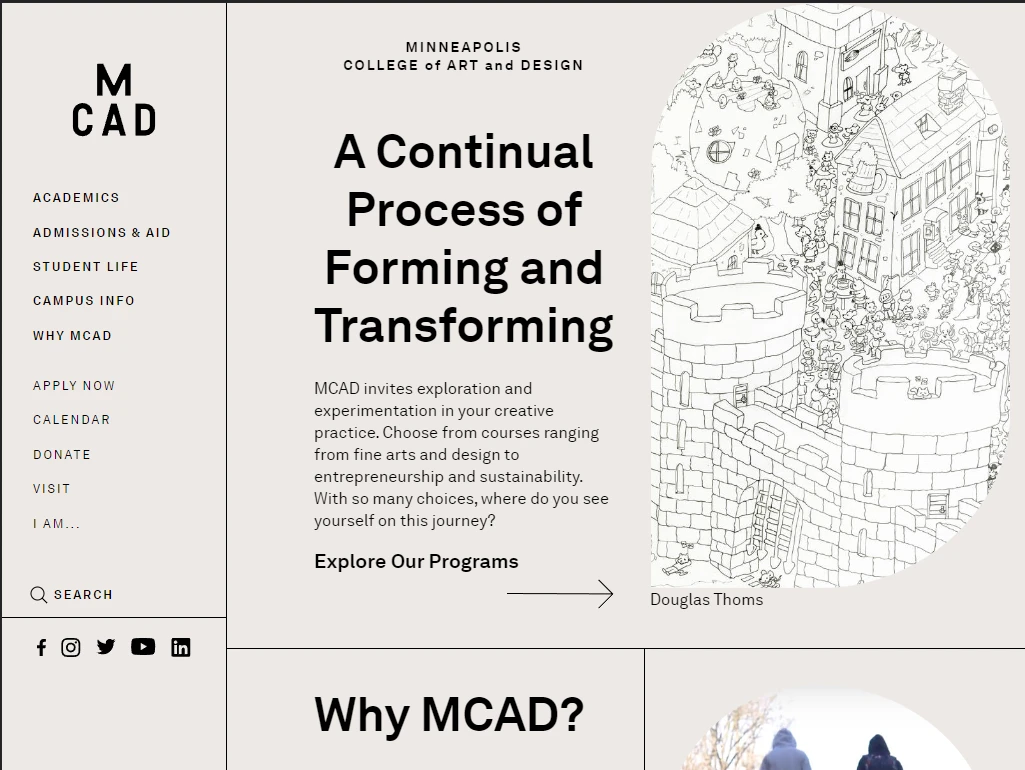 M
CAD
ACADEMICS
ADMISSIONS & AID
STUDENT LIFE
CAMPUS INFO
WHY MCAD
APPLY NOW
CALENDAR
DONATE
VISIT
I AM...
SEARCH
MINNEAPOLIS
COLLEGE of ART and DESIGN
A Continual
Process of
Forming and
Transforming
MCAD invites exploration and
experimentation in your creative
practice. Choose from courses ranging
from fine arts and design to
entrepreneurship and sustainability.
With so many choices, where do you see
yourself on this journey?
Explore Our Programs
Douglas Thoms
Why MCAD?